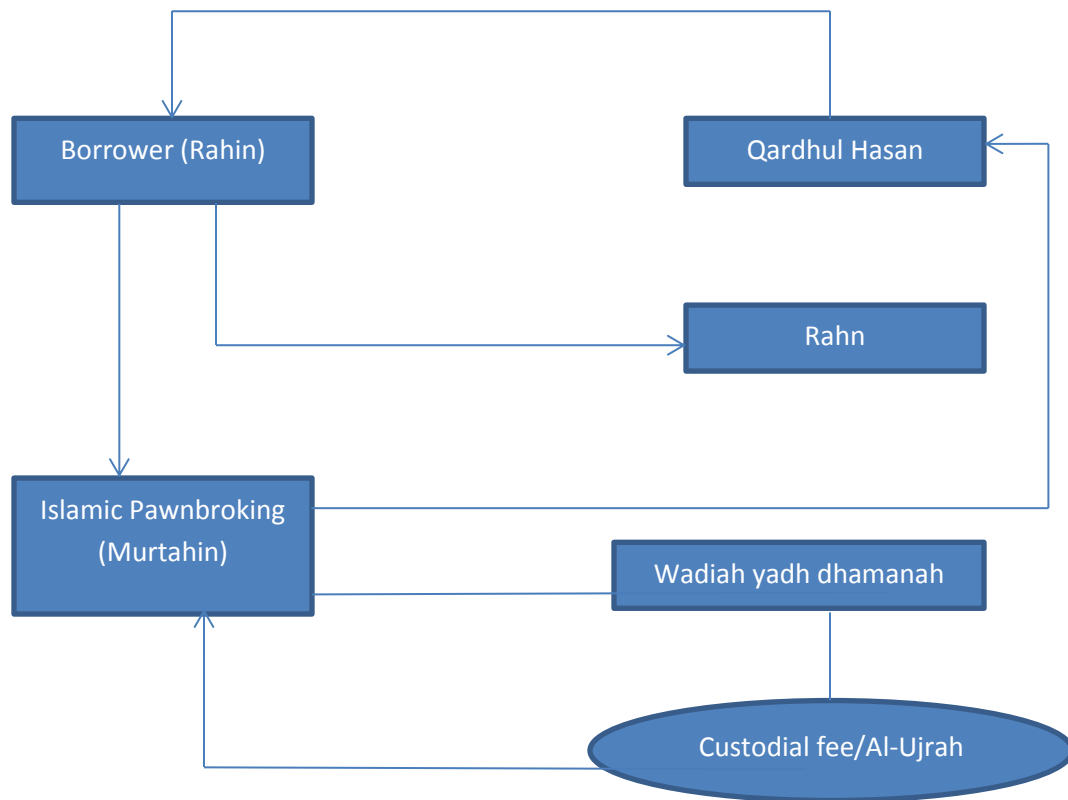 Borrower (Rahin)
Qardhul Hasan
Rahn
Islamic Pawnbroking
(Murtahin)
Wadiah yadh dhamanah
Custodial fee/Al-Ujrah